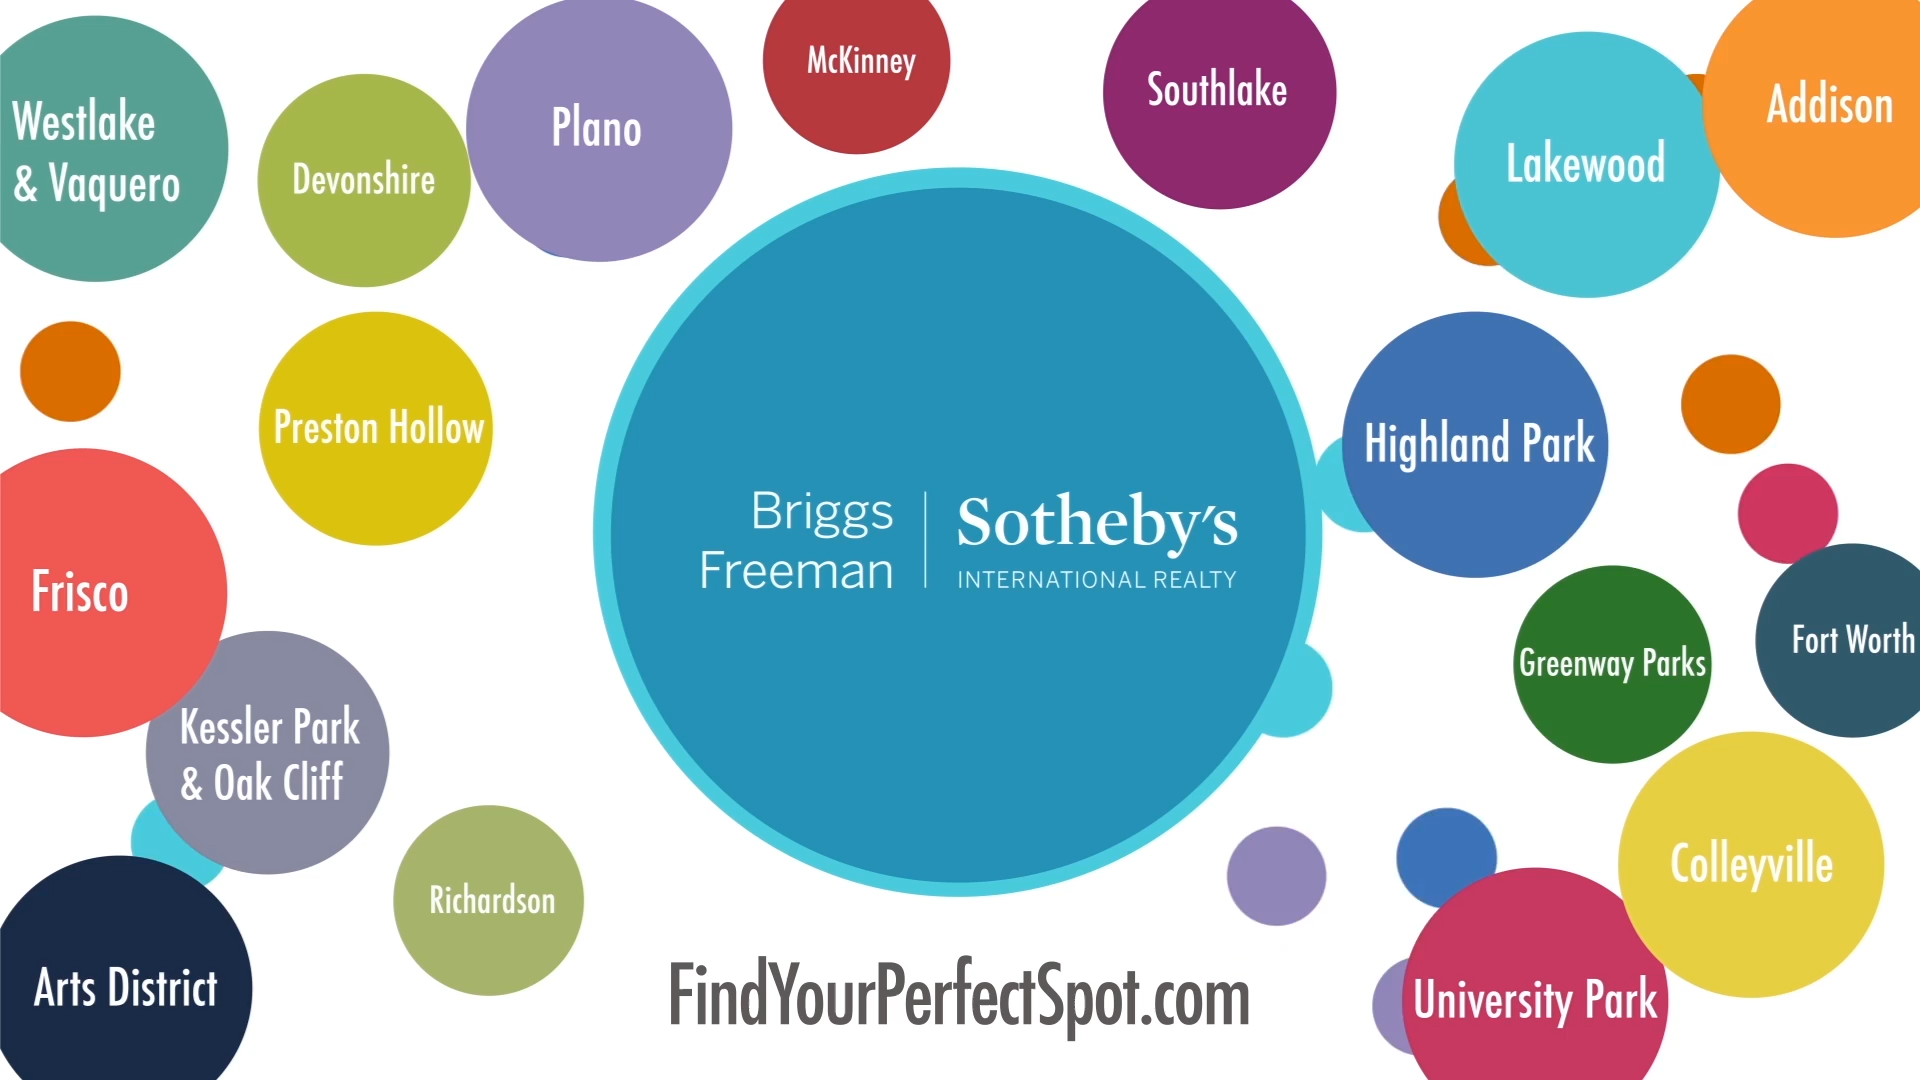 Westlake
& Vaquero
Devonshire
Plano
McKinney
Southlake
Lakewood
Addison
Preston Hollow
Highland Park
Briggs
Freeman
Sotheby's
INTERNATIONAL REALTY
Frisco
Greenway Parks
Fort Worth
Kessler Park
& Oak Cliff
Richardson
Colleyville
Arts District
University Park
FindYourPerfectSpot.com